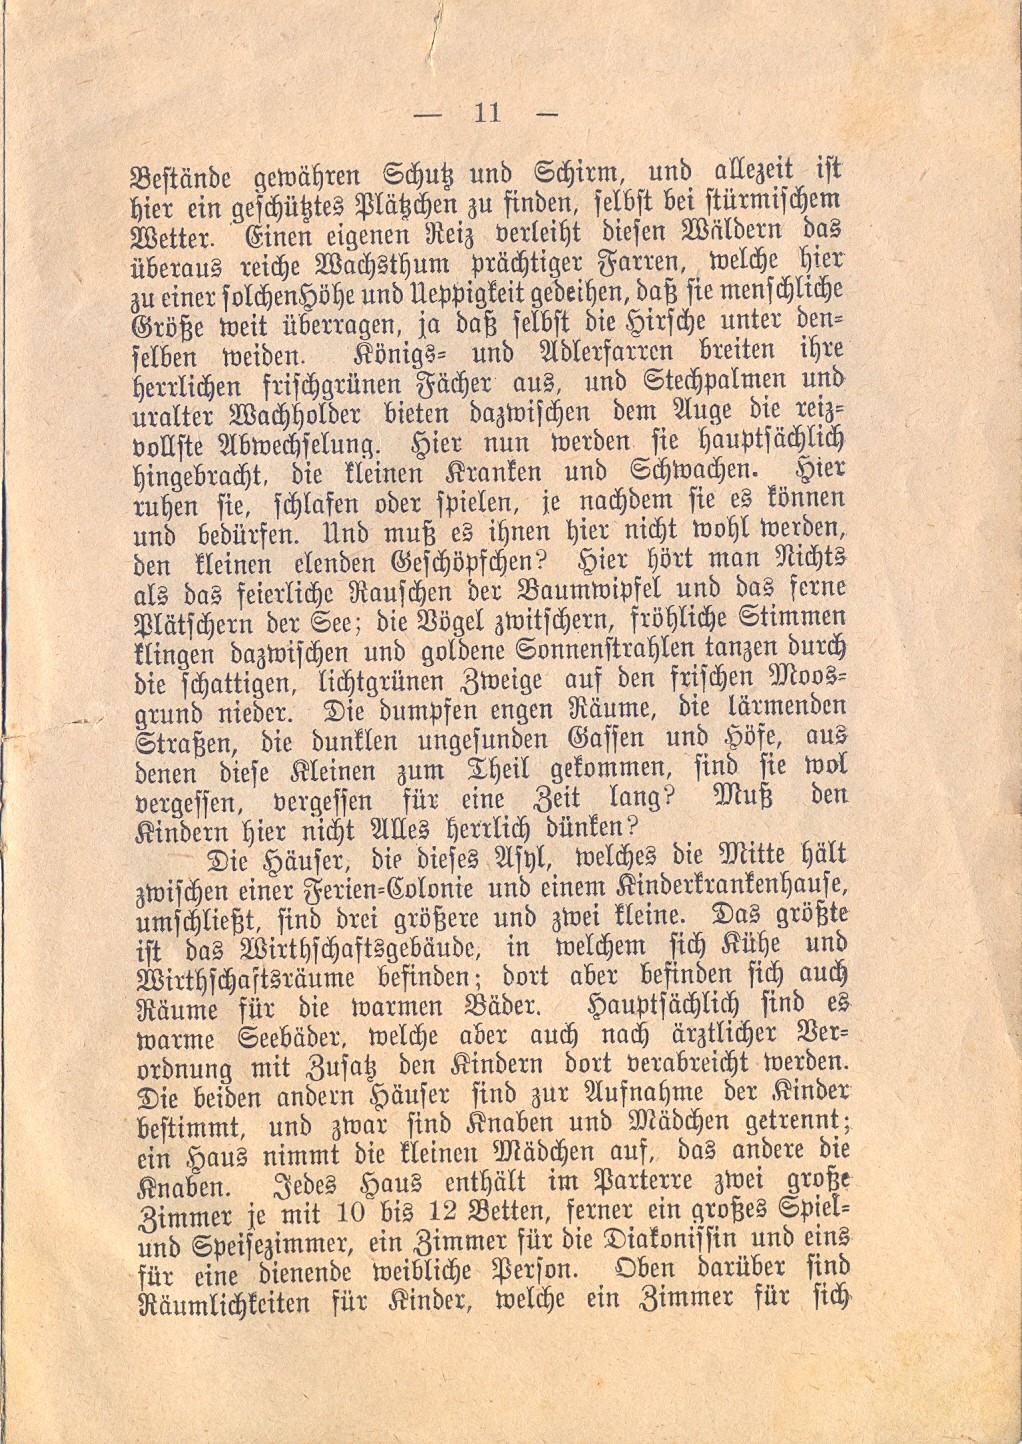 — 11 —
Bestände gewähren Schutz und Schirm, und allezeit ist
hier ein geschütztes Plätzchen zu finden, selbst bei stürmischem
Wetter. Einen eigenen Reiz verleiht diesen Wäldern das
überaus reiche Wachsthum prächtiger Farren, welche hier
zu einer solchen Höhe und Ueppigkeit gedeihen, daß sie menschliche
Größe weit überragen, ja daß selbst die Hirsche unter den-
selben weiden. Königs- und Adlerfarren breiten ihre
herrlichen frischgrünen Fächer aus, und Stechpalmen und
uralter Wachholder bieten dazwischen dem Auge die reiz-
vollste Abwechselung. Hier nun werden sie hauptsächlich
hingebracht, die kleinen Kranken und Schwachen. Hier
ruhen sie, schlafen oder spielen, je nachdem sie es können
und bedürfen. Und muß es ihnen hier nicht wohl werden,
den kleinen elenden Geschöpfchen? Hier hört man Nichts
als das feierliche Rauschen der Baumwipfel und das ferne
Plätschern der See; die Vögel zwitschern, fröhliche Stimmen
klingen dazwischen und goldene Sonnenstrahlen tanzen durch
die schattigen, lichtgrünen Zweige auf den frischen Moos-
grund nieder. Die dumpfen engen Räume, die lärmenden
Straßen, die dunklen ungesunden Gassen und Höfe, aus
denen diese Kleinen zum Theil gekommen, sind sie wol
vergessen, vergessen für eine Zeit lang? Muß den
Kindern hier nicht Alles herrlich dünken?
Die Häuser, die dieses Asyl, welches die Mitte hält
zwischen einer Ferien-Colonie und einem Kinderkrankenhause,
umschließt, sind drei größere und zwei kleine. Das größte
ist das Wirthschaftsgebäude, in welchem sich Kühe und
Wirthschaftsräume befinden; dort aber befinden sich auch
Räume für die warmen Bäder. Hauptsächlich sind es
warme Seebäder, welche aber auch nach ärztlicher Ver-
ordnung mit Zusatz den Kindern dort verabreicht werden.
Die beiden andern Häuser sind zur Aufnahme der Kinder
bestimmt, und zwar sind Knaben und Mädchen getrennt;
ein Haus nimmt die kleinen Mädchen auf, das andere die
Knaben. Jedes Haus enthält im Parterre zwei große
Zimmer je mit 10 bis 12 Betten, ferner ein großes Spiel-
und Speisezimmer, ein Zimmer für die Diakonissin und eins
für eine dienende weibliche Person. Oben darüber sind
Räumlichkeiten für Kinder, welche ein Zimmer für sich